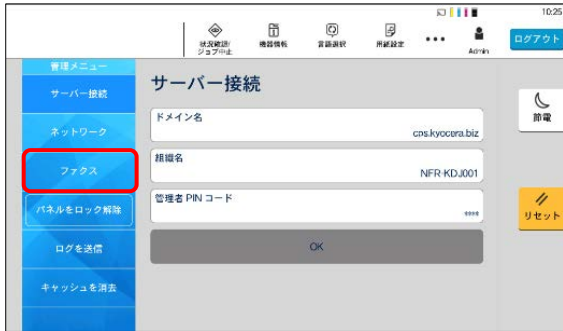 10:25
状況確認/
ジョブ中止
機器情報
言語選択
用紙設定
Admin
ログアウト
管理メニュー
サーバー接続
ネットワーク
ファクス
パネルをロック解除
ログを送信
キャッシュを消去
サーバー接続
ドメイン名
cns.kyocera.biz
組織名
NFR-KDJ001
管理者 PIN コード
****
OK
節電
リセット